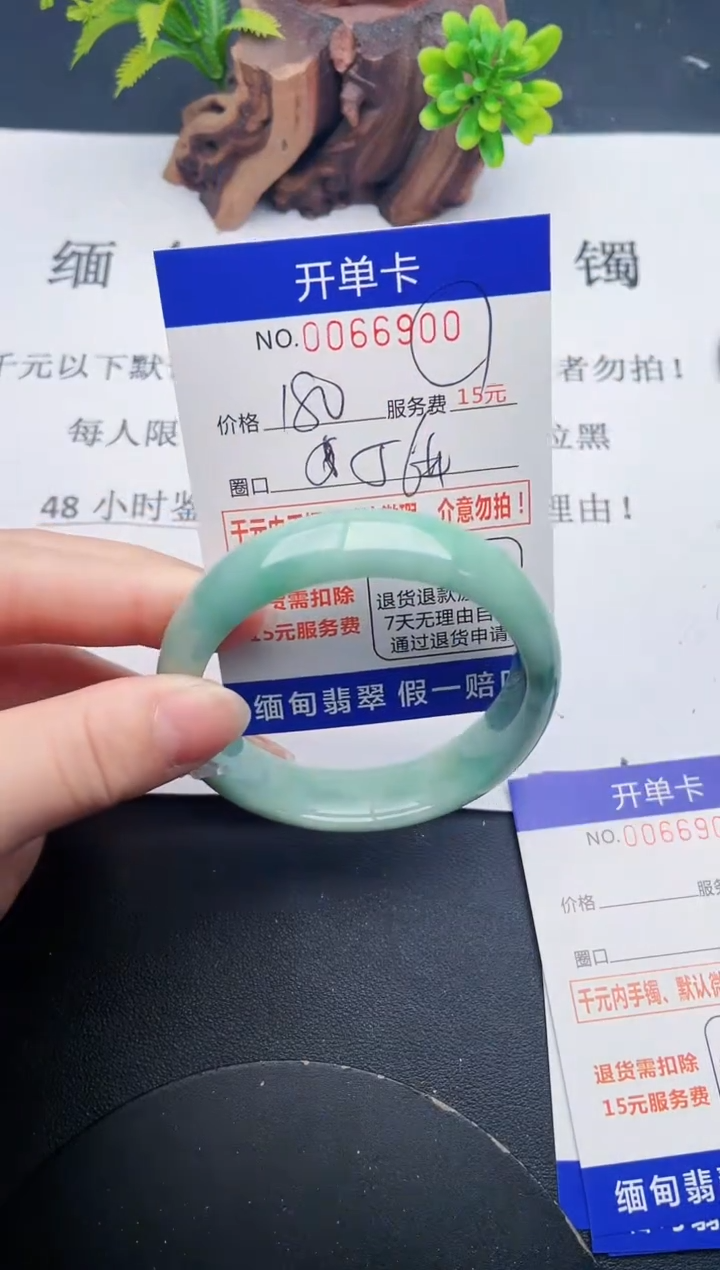 缅
镯
千元以下默
者勿拍！
每人限
拉黑
48 小时鉴
理由！
开单卡
NO.0066900
价格 180 服务费 15元
圈口
介意勿拍！
货需扣除
15元服务费
退货退款
7天无理由
通过退货申请
缅甸翡翠 假一赔
开单卡
NO.006690
价格 服务
圈口
千元内手镯、默认微
退货需扣除
15元服务费
缅甸翡